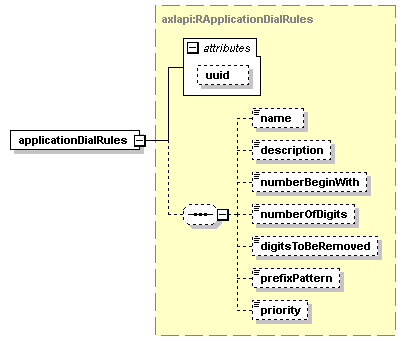 axlapi:RApplicationDialRules
attributes
uuid
applicationDialRules
name
description
numberBeginWith
numberOfDigits
digitsToBeRemoved
prefixPattern
priority